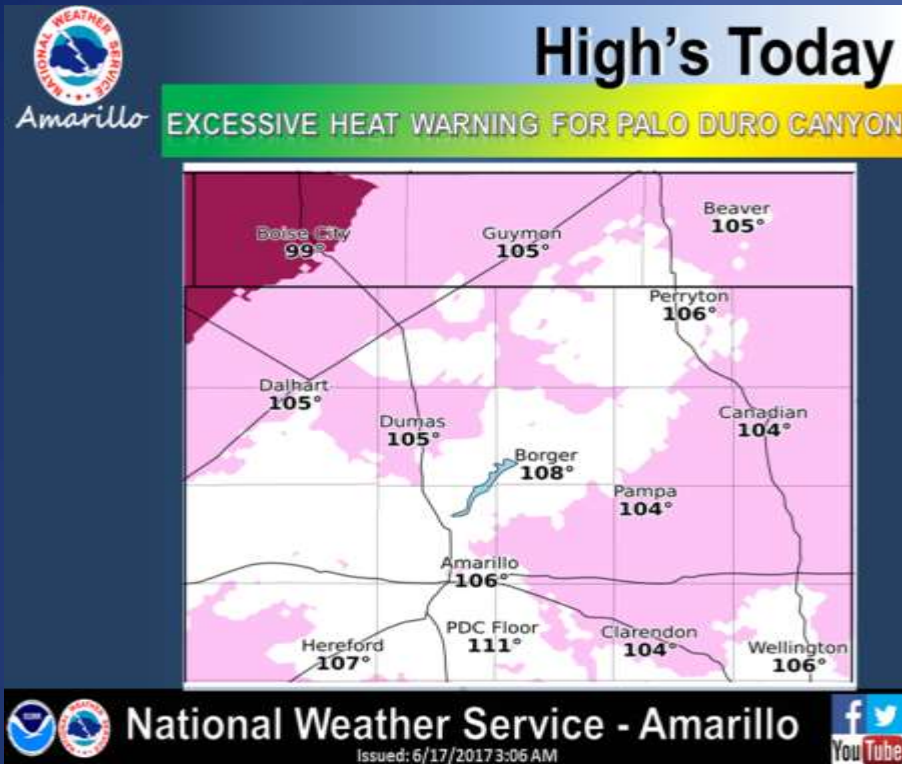 NATIONAL WEATHER SERVICE
Amarillo
High's Today
EXCESSIVE HEAT WARNING FOR PALO DURO CANYON
Beaver
105°
Boise City
99°
Guymon
105°
Perryton
106°
Dalhart
105°
Dumas
105°
Canadian
104°
Borger
108°
Pampa
104°
Amarillo
106°
Hereford
107°
PDC Floor
111°
Clarendon
104°
Wellington
106°
National Weather Service - Amarillo
Issued: 6/17/2017 3:06 AM
You Tube